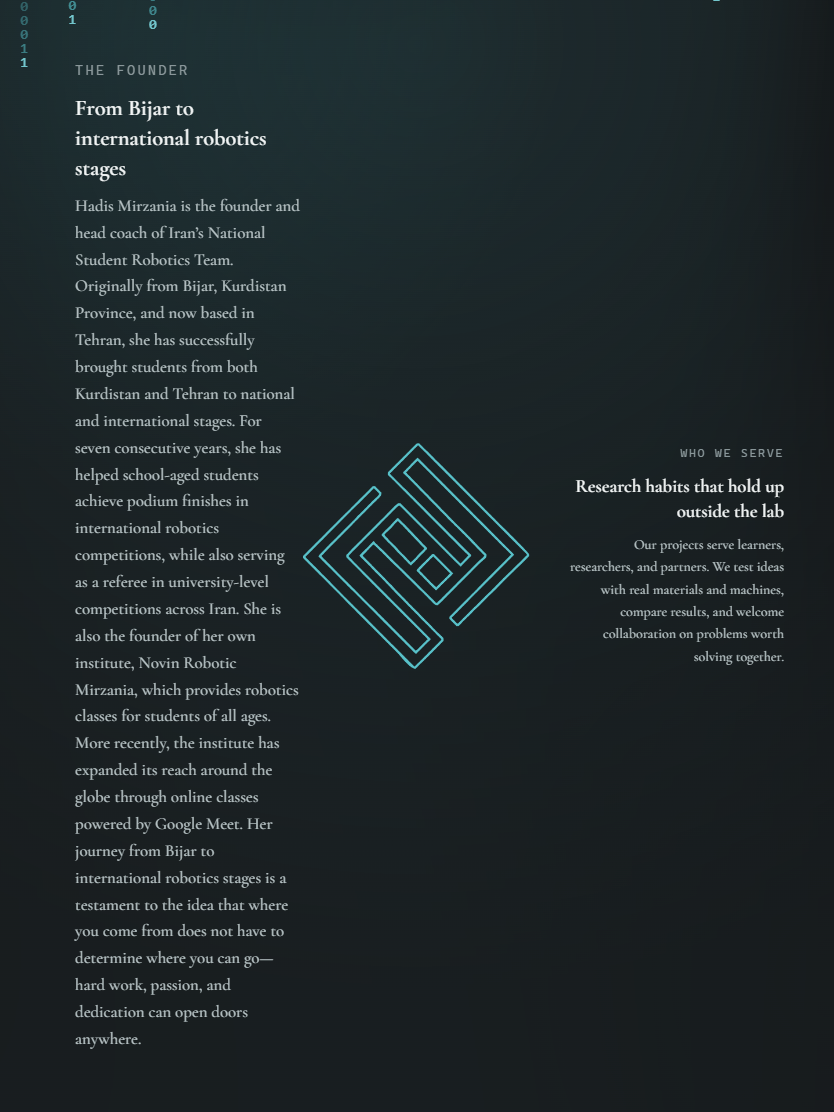 0
0
0
1
1
0
1
0
0
THE FOUNDER
From Bijar to
international robotics
stages
Hadis Mirzania is the founder and
head coach of Iran’s National
Student Robotics Team.
Originally from Bijar, Kurdistan
Province, and now based in
Tehran, she has successfully
brought students from both
Kurdistan and Tehran to national
and international stages. For
seven consecutive years, she has
helped school-aged students
achieve podium finishes in
international robotics
competitions, while also serving
as a referee in university-level
competitions across Iran. She is
also the founder of her own
institute, Novin Robotic
Mirzania, which provides robotics
classes for students of all ages.
More recently, the institute has
expanded its reach around the
globe through online classes
powered by Google Meet. Her
journey from Bijar to
international robotics stages is a
testament to the idea that where
you come from does not have to
determine where you can go—
hard work, passion, and
dedication can open doors
anywhere.
WHO WE SERVE
Research habits that hold up
outside the lab
Our projects serve learners,
researchers, and partners. We test ideas
with real materials and machines,
compare results, and welcome
collaboration on problems worth
solving together.